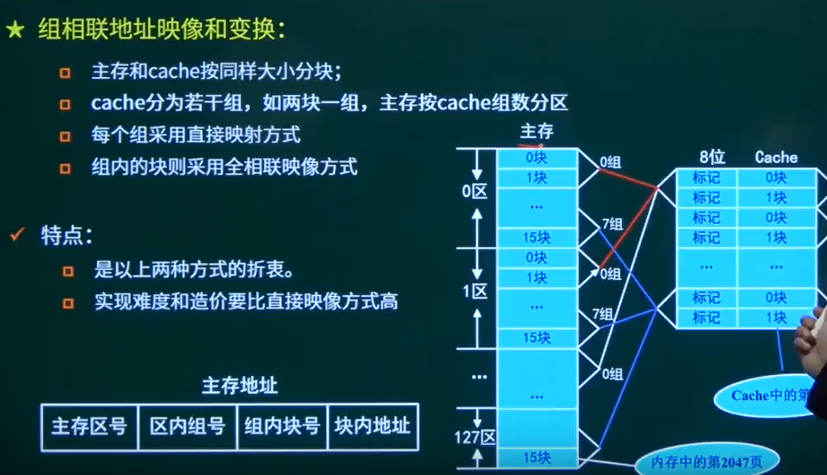 ★ 组相联地址映像和变换：
主存和cache按同样大小分块；
cache分为若干组，如两块一组，主存按cache组数分区
每个组采用直接映射方式
组内的块则采用全相联映像方式
✓ 特点：
是以上两种方式的折衷。
实现难度和造价要比直接映像方式高
主存地址
主存区号 区内组号 组内块号 块内地址
主存
0块
1块
...
15块
0块
1块
...
15块
...
15块
0区
1区
...
127区
0组
7组
0组
7组
0组
8位 Cache
标记 0块
标记 1块
标记 0块
标记 1块
... ...
标记 0块
标记 1块
Cache中的第
内存中的第2047页